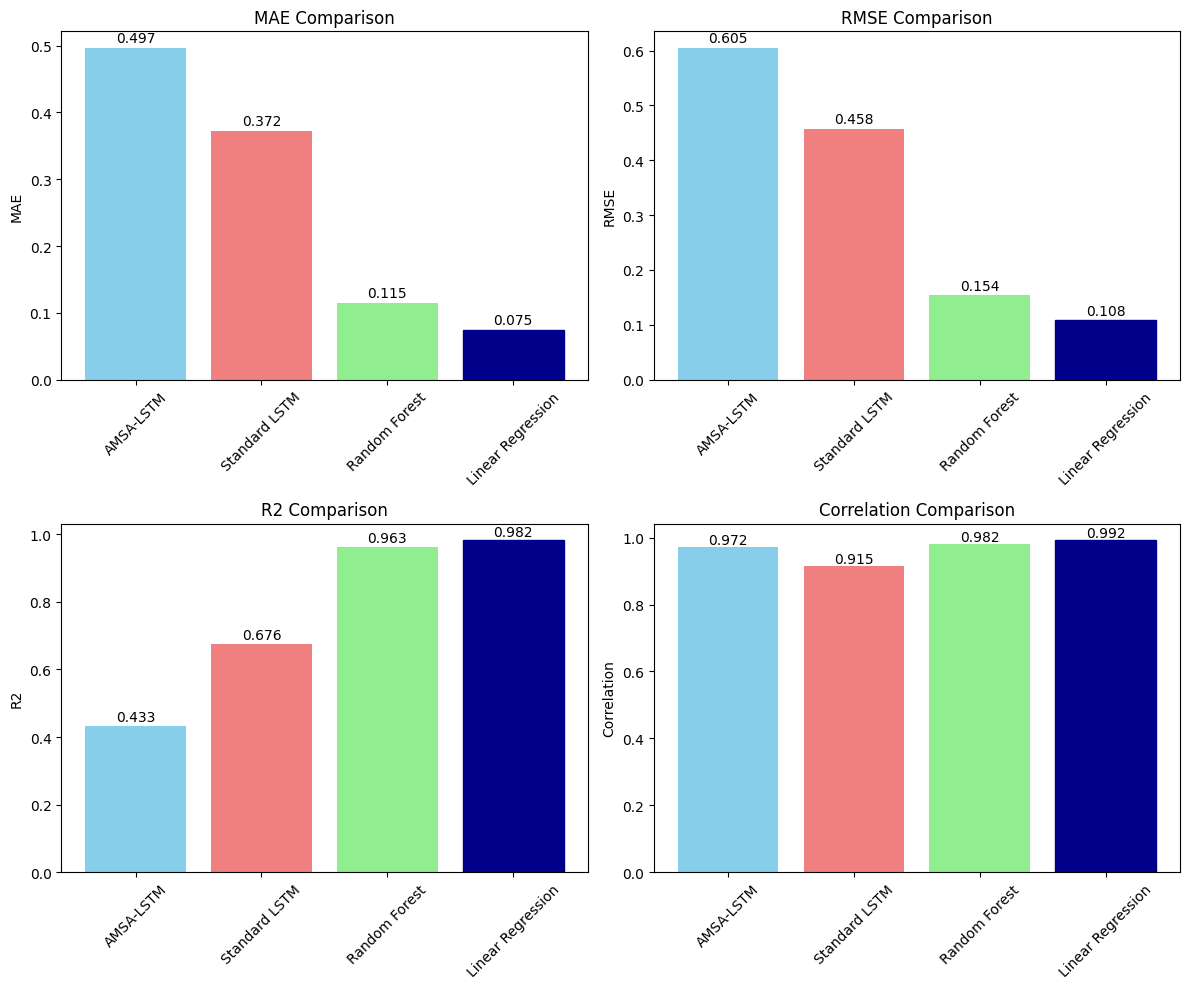 MAE Comparison
MAE
0.5
0.4
0.3
0.2
0.1
0.0
0.497
0.372
0.115
0.075
AMSA-LSTM
Standard LSTM
Random Forest
Linear Regression
RMSE Comparison
RMSE
0.6
0.5
0.4
0.3
0.2
0.1
0.0
0.605
0.458
0.154
0.108
AMSA-LSTM
Standard LSTM
Random Forest
Linear Regression
R2 Comparison
R2
1.0
0.8
0.6
0.4
0.2
0.0
0.433
0.676
0.963
0.982
AMSA-LSTM
Standard LSTM
Random Forest
Linear Regression
Correlation Comparison
Correlation
1.0
0.8
0.6
0.4
0.2
0.0
0.972
0.915
0.982
0.992
AMSA-LSTM
Standard LSTM
Random Forest
Linear Regression